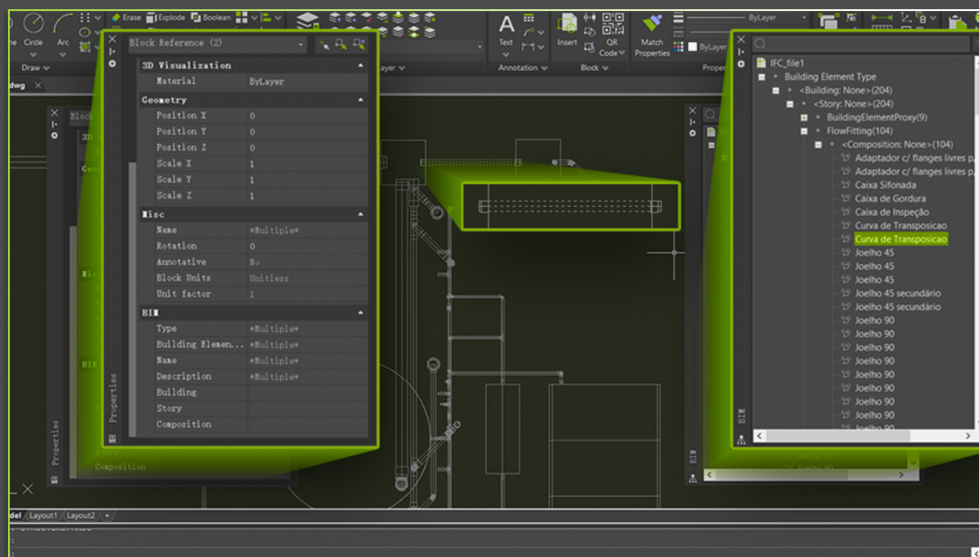 Erase Explode Boolean ByLayer
Circle Arc Text Insert QR Code Match Properties ByLayer
Draw Annotation Block
dwg
Block Reference (2)
3D Visualization
Material ByLayer
Geometry
Position X 0
Position Y 0
Position Z 0
Scale X 1
Scale Y 1
Scale Z 1
Misc
Name *Multiple*
Rotation 0
Annotative No
Block Units Unitless
Unit factor 1
BIM
Type *Multiple*
Building Elemen... *Multiple*
Name *Multiple*
Description *Multiple*
Building
Story
Composition
Properties
Properties
Composition
IFC_file1
Building Element Type
<Building: None>(204)
<Story: None>(204)
BuildingElementProxy(9)
FlowFitting(104)
<Composition: None>(104)
Adaptador c/ flanges livres p
Adaptador c/ flanges livres p
Caixa Sifonada
Caixa de Gordura
Caixa de Inspeção
Curva de Transposicao
Curva de Transposicao
Joelho 45
Joelho 45
Joelho 45
Joelho 45 secundário
Joelho 45 secundário
Joelho 90
Joelho 90
Joelho 90
Joelho 90
Joelho 90
Joelho 90
Joelho 90
Joelho 90
Joelho 90
BIM
BIM
Layout1 Layout2 +